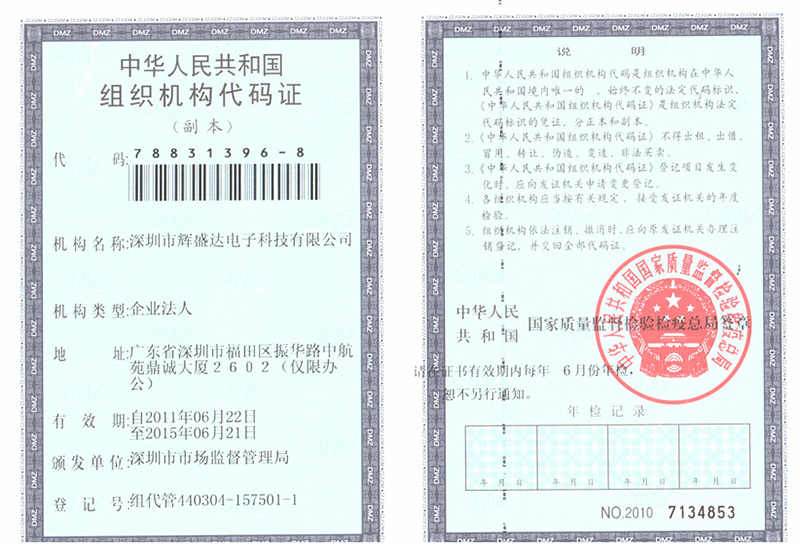 中华人民共和国
组织机构代码证
（副本）
代 码:78831396-8
机构名称:深圳市辉盛达电子科技有限公司
机构类型:企业法人
地 址:广东省深圳市福田区振华路中航
苑鼎诚大厦2602（仅限办
公）
有 效 期:自2011年06月22日
至2015年06月21日
颁发单位:深圳市市场监督管理局
登 记 号:组代管440304-157501-1
说 明
1. 中华人民共和国组织机构代码是组织机构在中华人
民共和国境内唯一的、始终不变的法定代码标识,
《中华人民共和国组织机构代码证》是组织机构法定
代码标识的凭证，分正本和副本。
2.《中华人民共和国组织机构代码证》不得出租、出借、
冒用、转让、伪造、变造、非法买卖。
3.《中华人民共和国组织机构代码证》登记项目发生变
化时，应向发证机关申请变更登记。
4. 各组织机构应当按有关规定，接受发证机关的年度
检验。
5. 组织机构依法注销、撤消时，应向原发证机关办理注
销登记，并交回全部代码证。
中华人民
共和国 国家质量监督检验检疫总局签章
中华人民共和国国家质量监督检验检疫总局
请在证书有效期内每年 6月份年检，
恕不另行通知。
年检记录
年 月 日 年 月 日 年 月 日 年 月 日
NO.2010 7134853